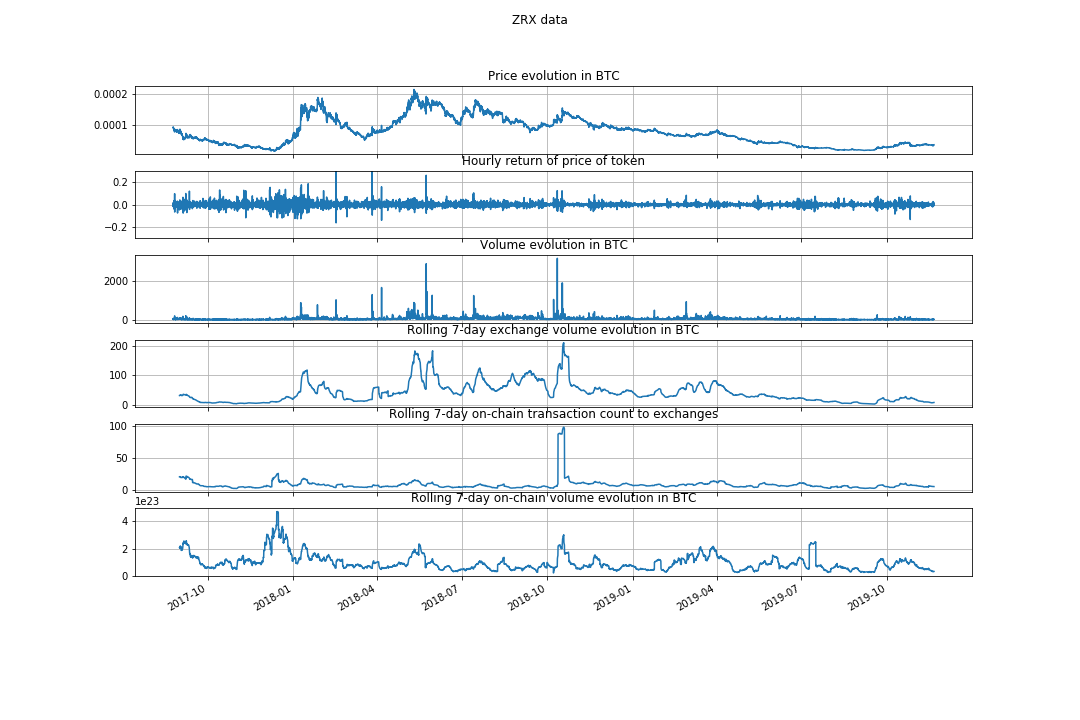 ZRX data
Price evolution in BTC
0.0002
0.0001
Hourly return of price of token
0.2
0.0
−0.2
Volume evolution in BTC
2000
0
Rolling 7-day exchange volume evolution in BTC
200
100
0
Rolling 7-day on-chain transaction count to exchanges
100
50
0
Rolling 7-day on-chain volume evolution in BTC
1e23
4
2
0
2017-10 2018-01 2018-04 2018-07 2018-10 2019-01 2019-04 2019-07 2019-10